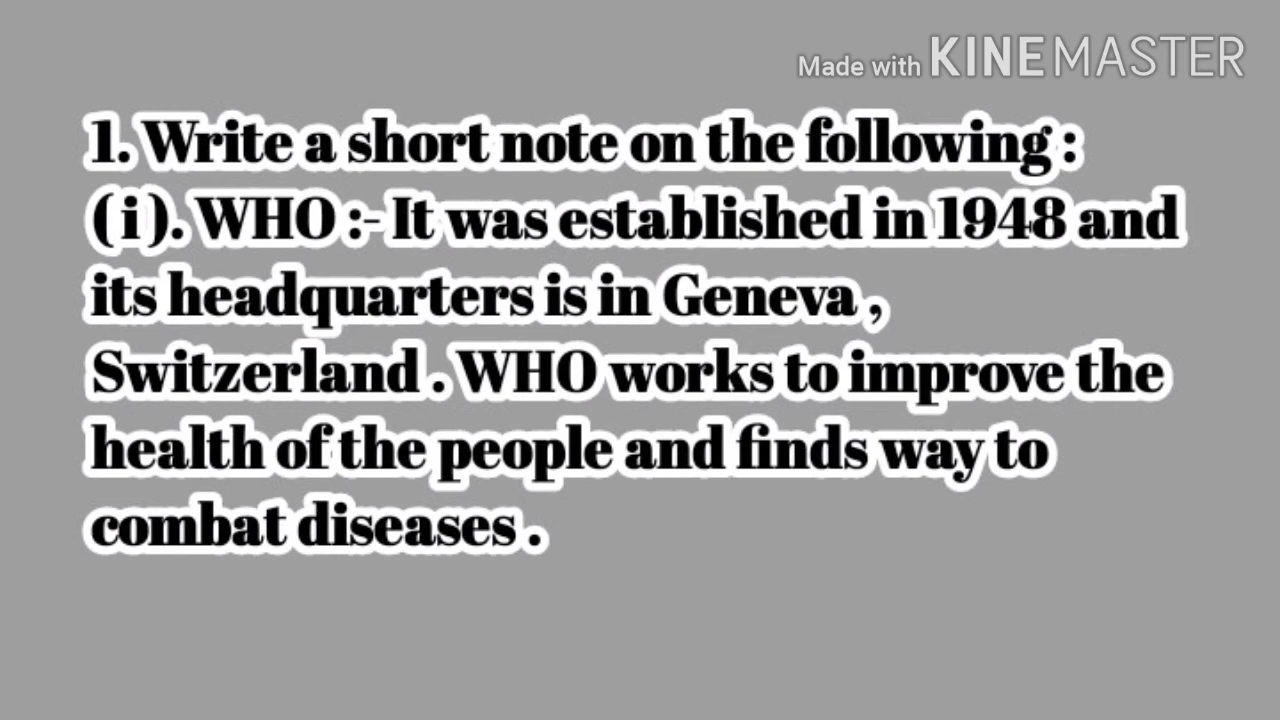 Made with KINEMASTER
1. Write a short note on the following :
(i). WHO :- It was established in 1948 and
its headquarters is in Geneva ,
Switzerland . WHO works to improve the
health of the people and finds way to
combat diseases .